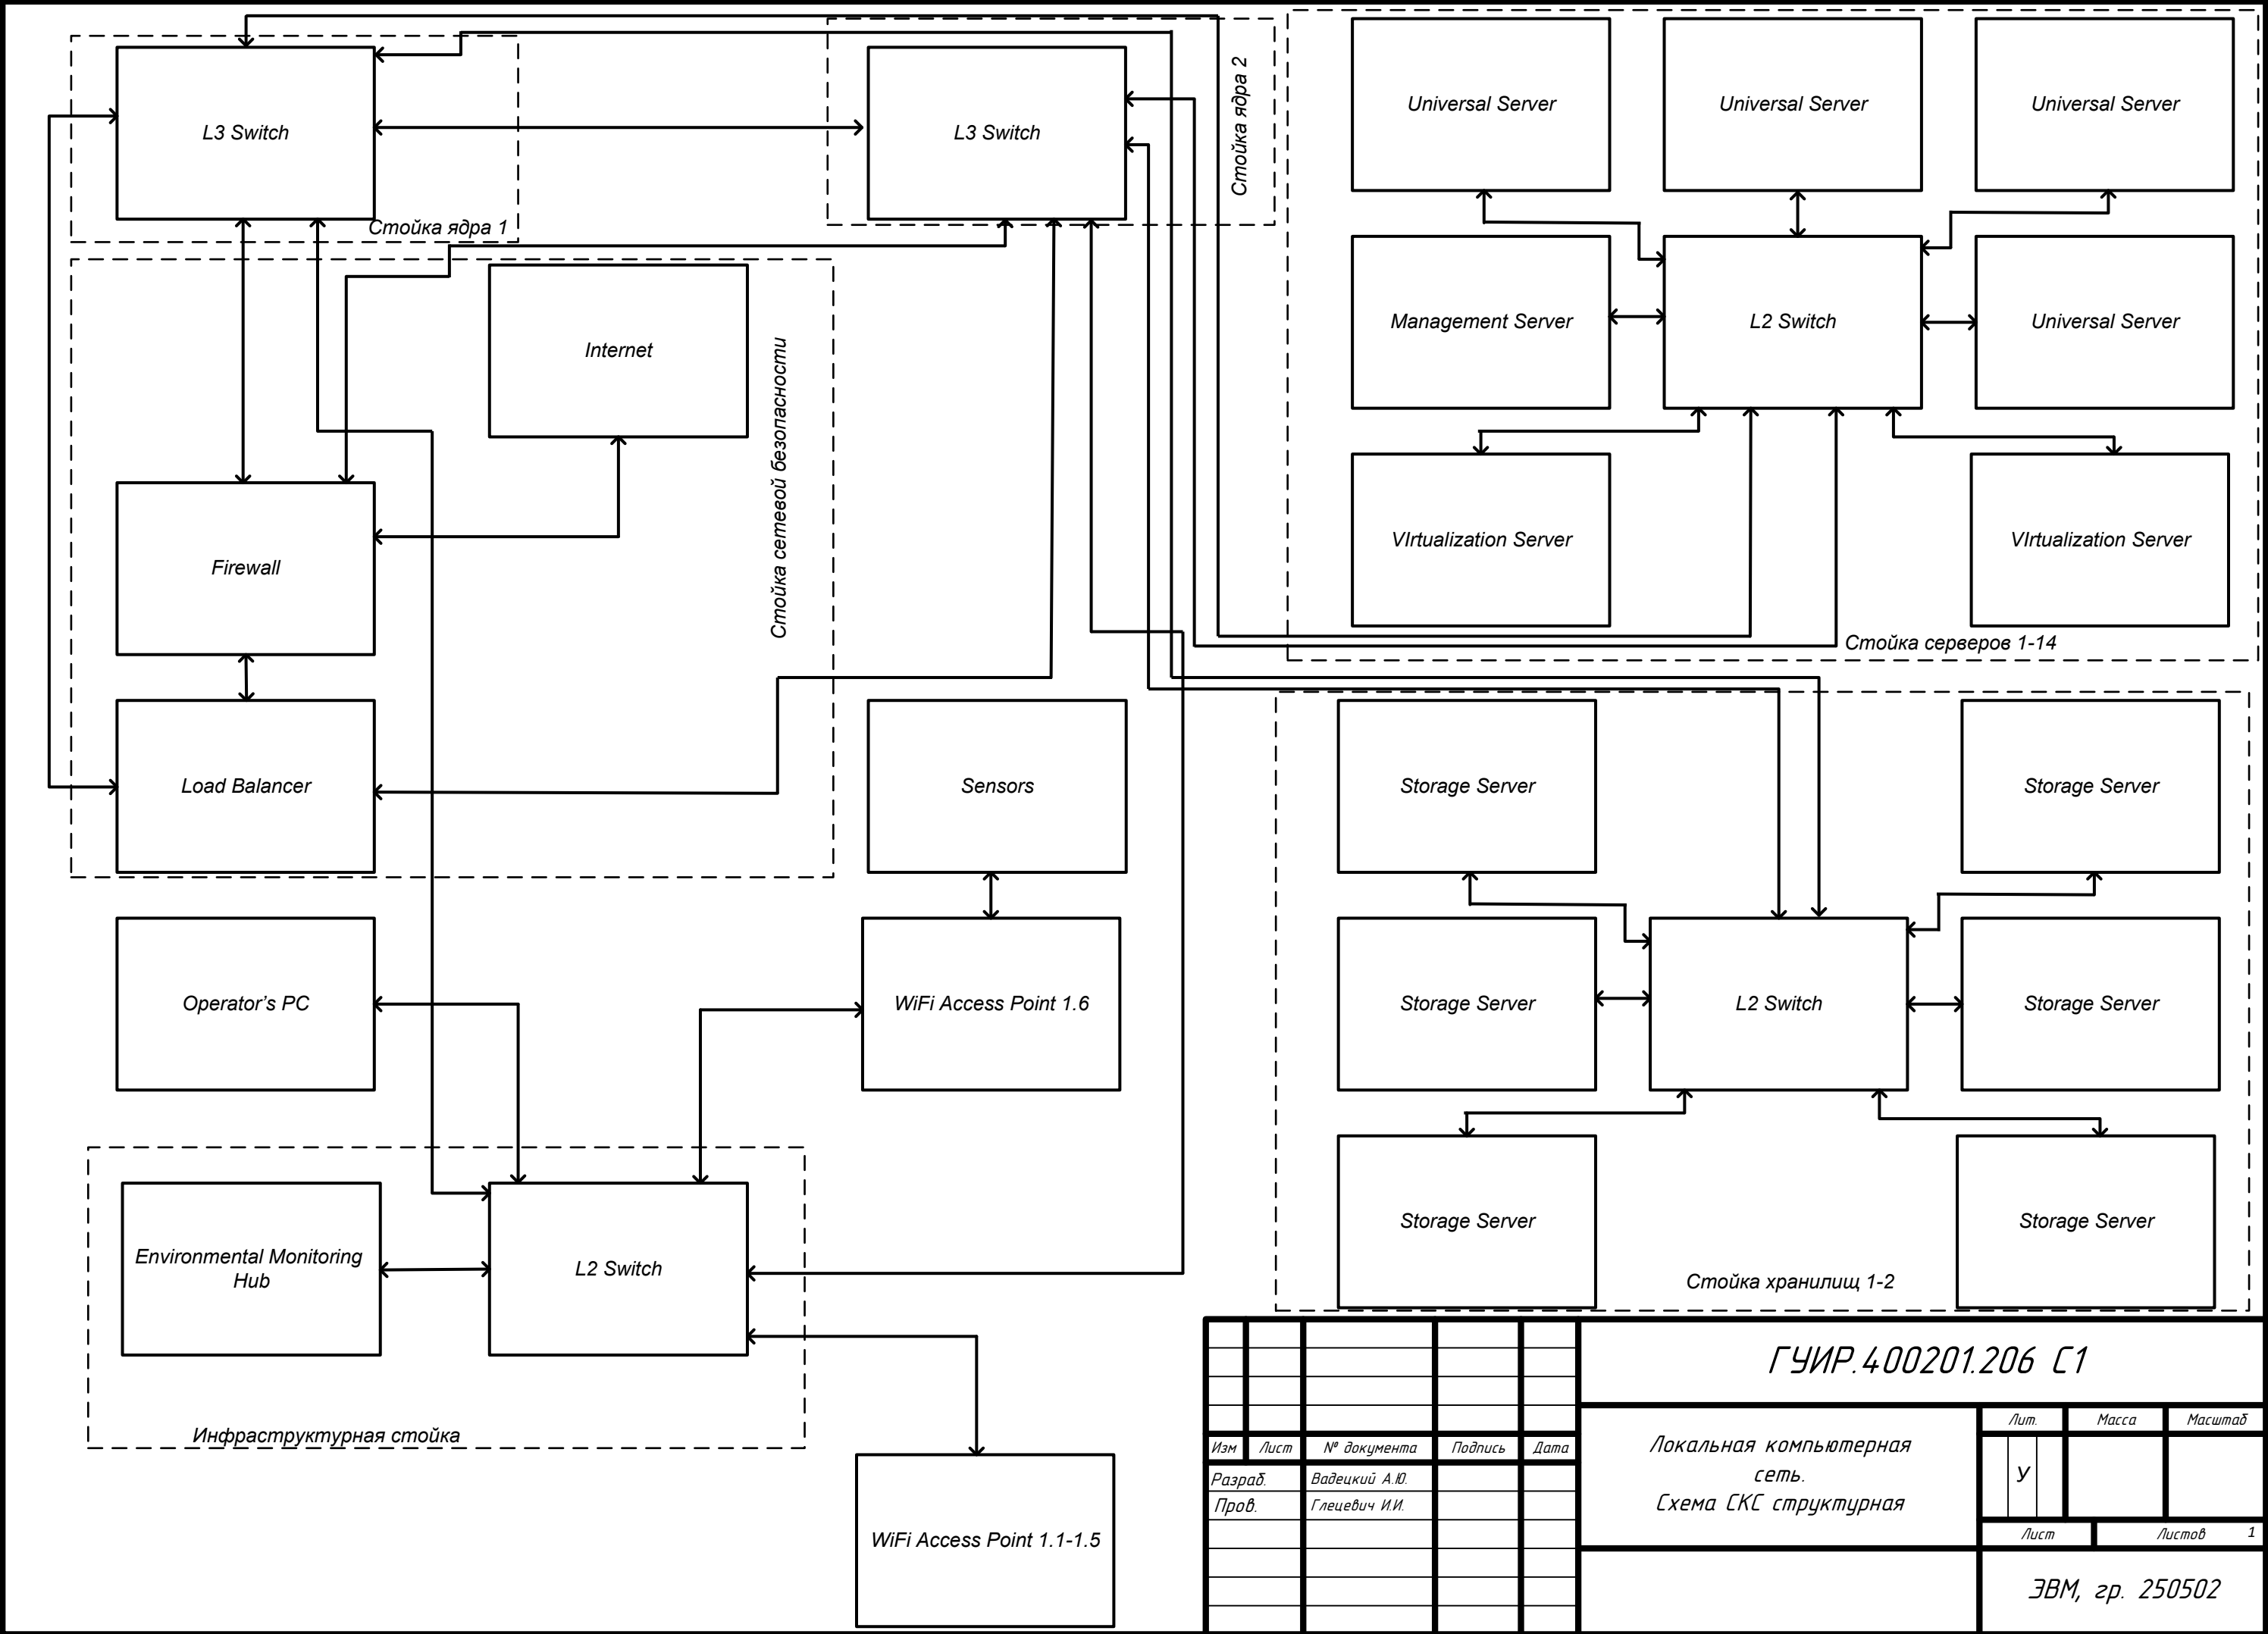 L3 Switch
Стойка ядра 1
L3 Switch
Стойка ядра 2
Universal Server
Universal Server
Universal Server
Management Server
L2 Switch
Universal Server
VIrtualization Server
VIrtualization Server
Стойка серверов 1-14
Internet
Стойка сетевой безопасности
Firewall
Load Balancer
Sensors
Operator's PC
WiFi Access Point 1.6
Storage Server
Storage Server
Storage Server
L2 Switch
Storage Server
Storage Server
Storage Server
Стойка хранилищ 1-2
Environmental Monitoring
Hub
L2 Switch
Инфраструктурная стойка
WiFi Access Point 1.1-1.5
ГУИР.400201.206 С1
Изм Лист № документа Подпись Дата
Разраб. Вадецкий А.Ю.
Пров. Глецевич И.И.
Локальная компьютерная
сеть.
Схема СКС структурная
Лит. Масса Масштаб
У
Лист Листов 1
ЭВМ, гр. 250502